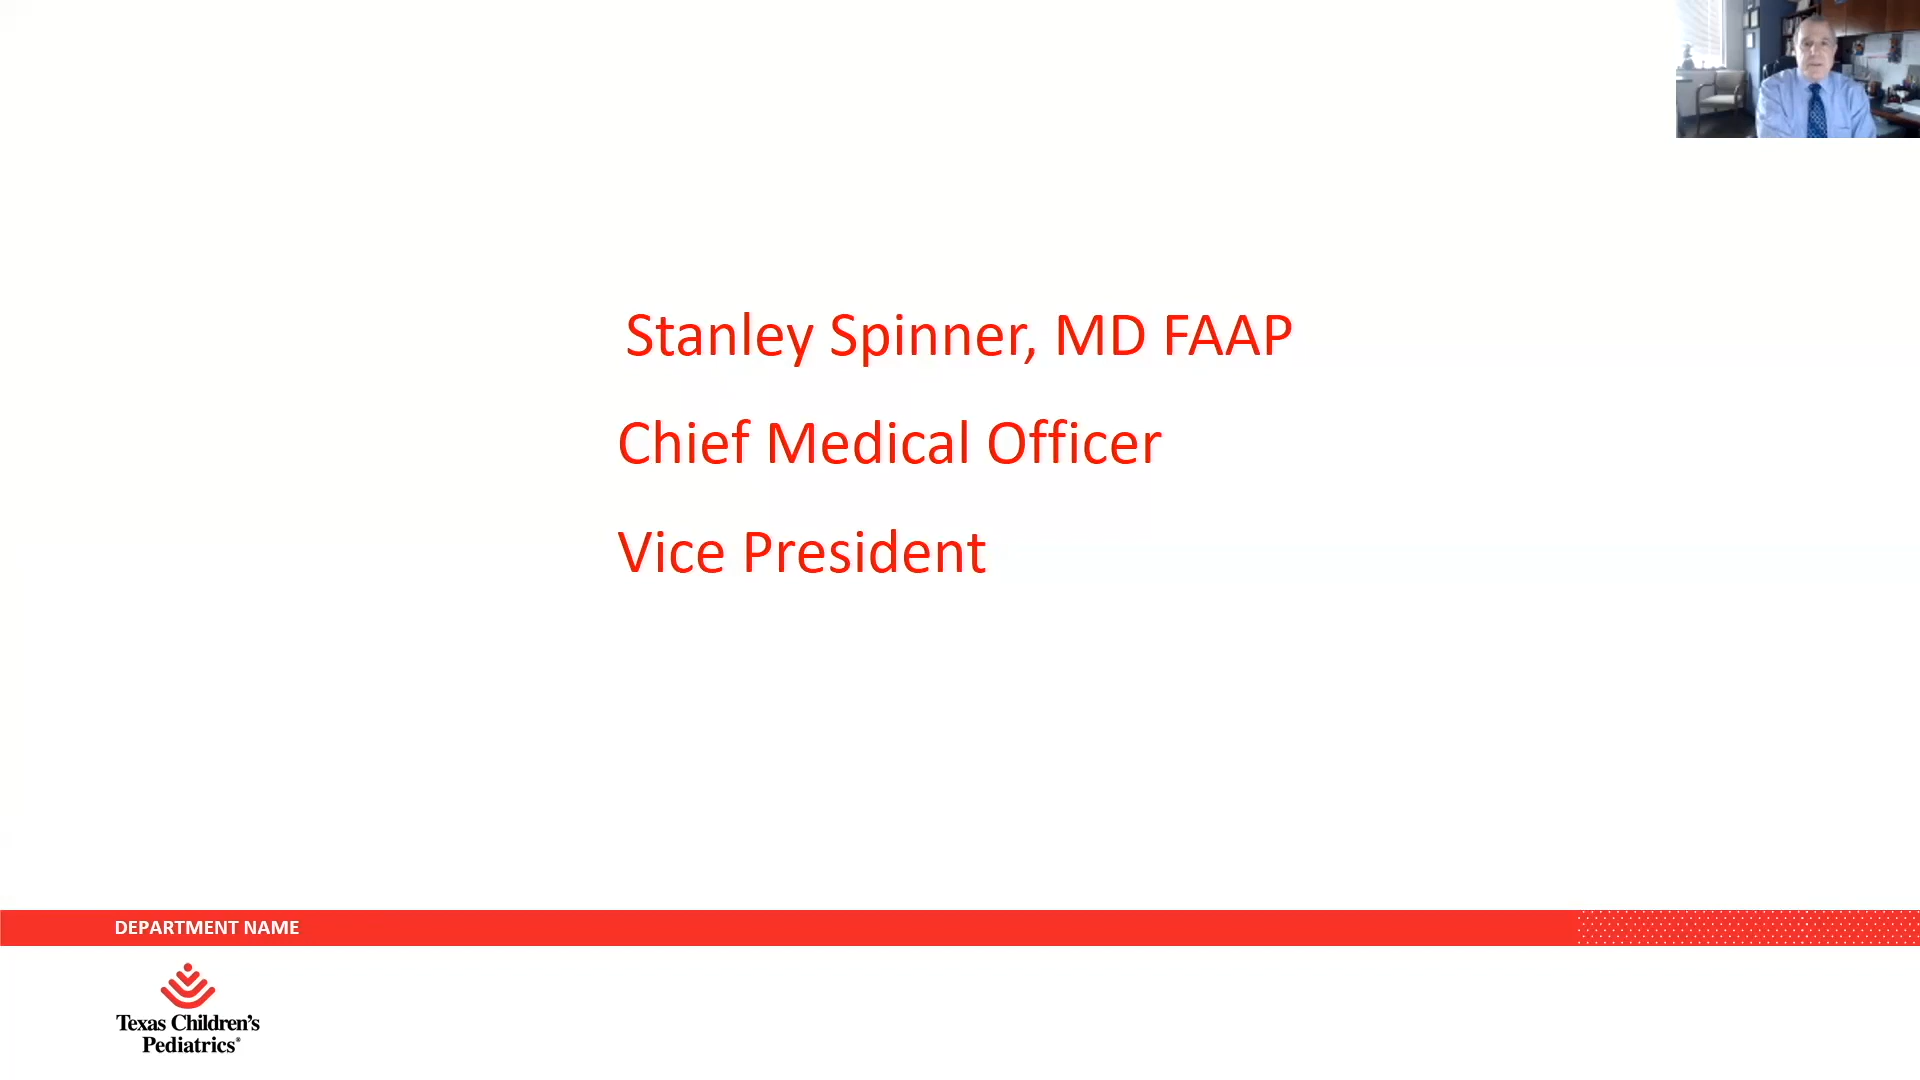 Stanley Spinner, MD FAAP
Chief Medical Officer
Vice President
DEPARTMENT NAME
Texas Children's
Pediatrics®